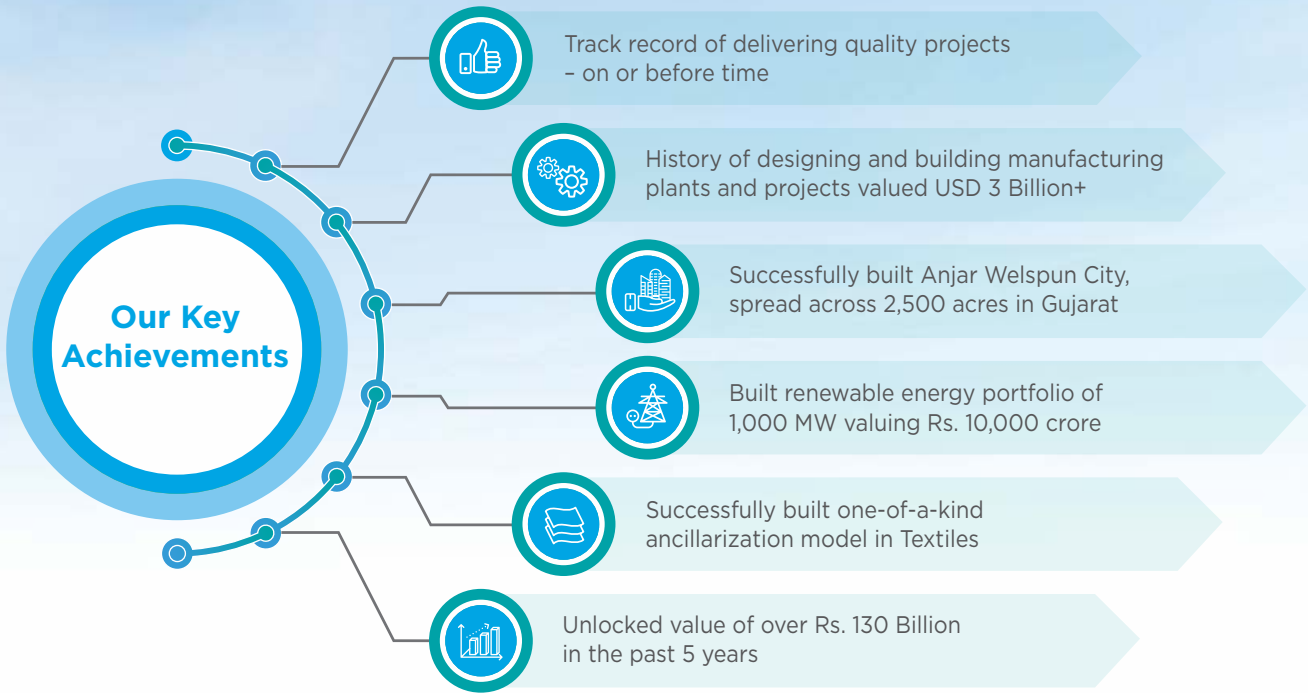 Our Key
Achievements
Track record of delivering quality projects
– on or before time
History of designing and building manufacturing
plants and projects valued USD 3 Billion+
Successfully built Anjar Welspun City,
spread across 2,500 acres in Gujarat
Built renewable energy portfolio of
1,000 MW valuing Rs. 10,000 crore
Successfully built one-of-a-kind
ancillarization model in Textiles
Unlocked value of over Rs. 130 Billion
in the past 5 years